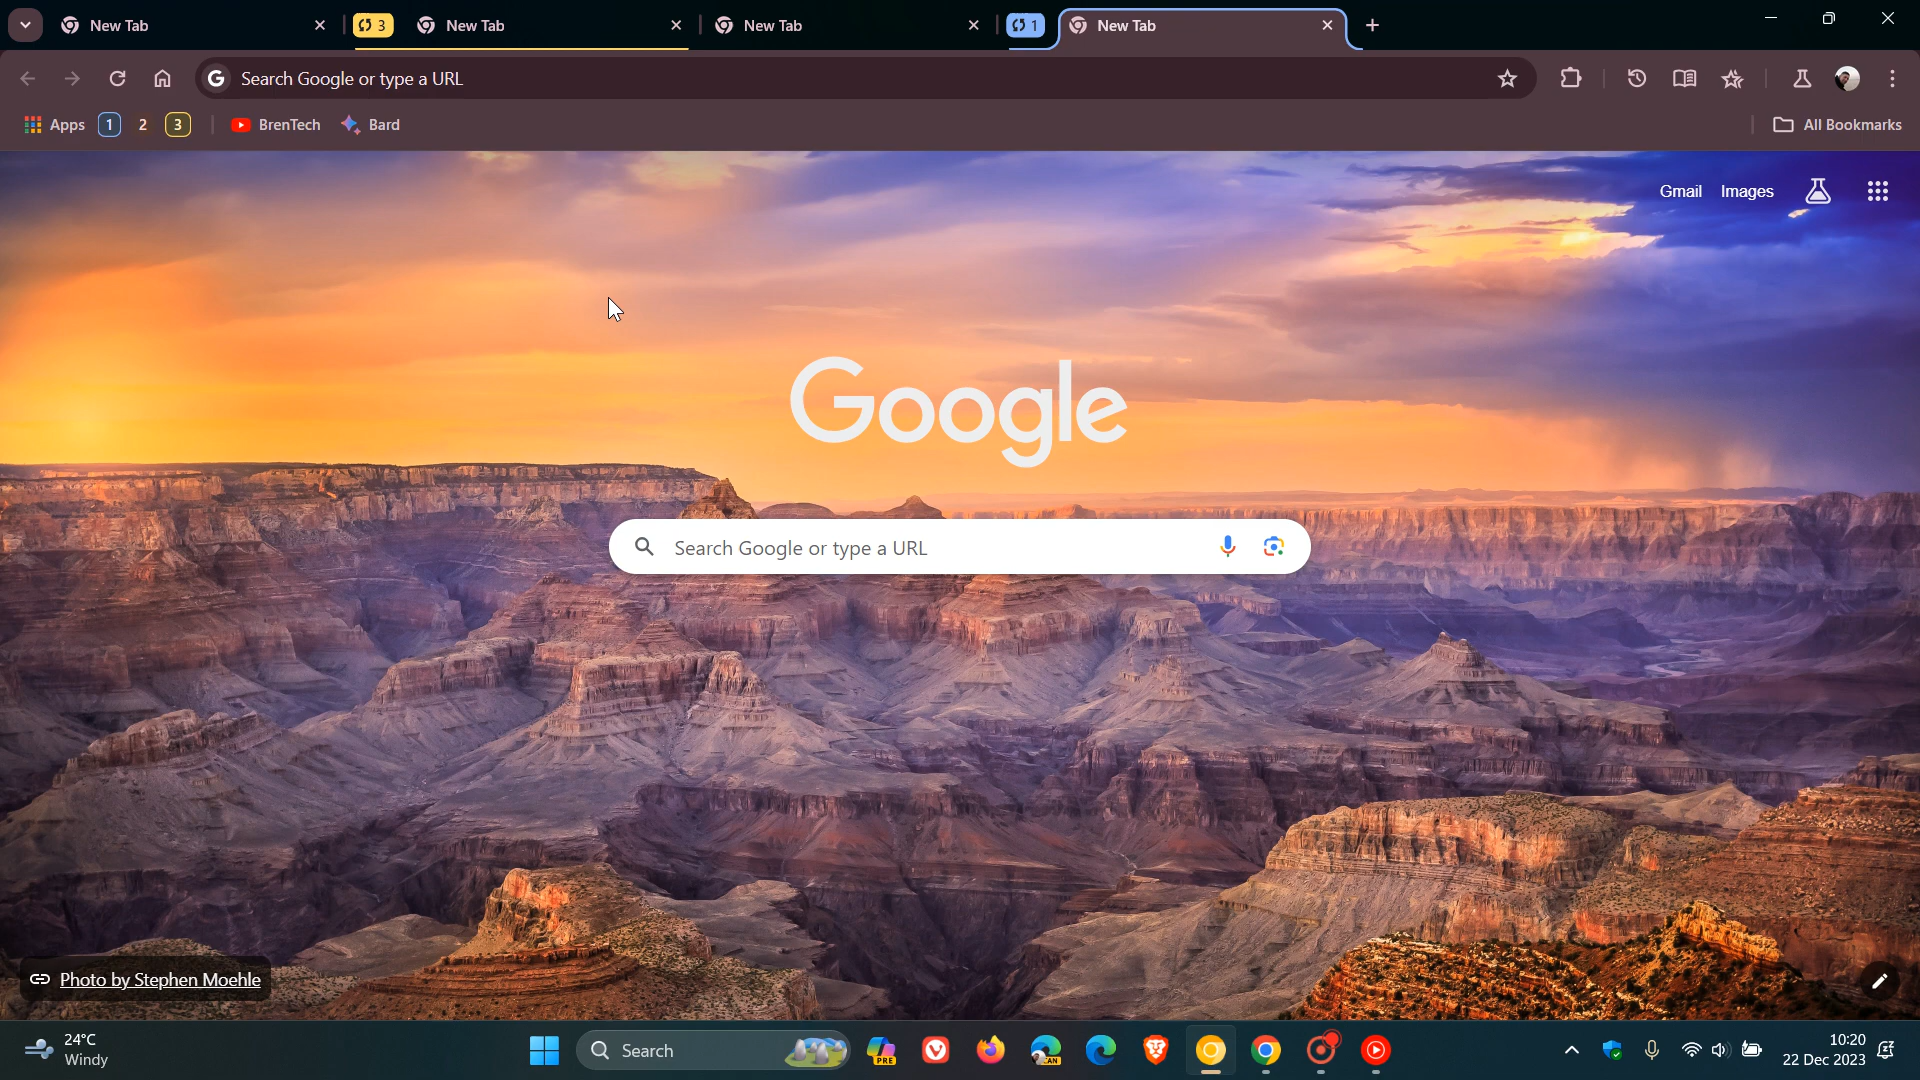 New Tab
3
New Tab
New Tab
1
New Tab
Search Google or type a URL
Apps
1
2
3
BrenTech
Bard
All Bookmarks
Gmail
Images
Google
Search Google or type a URL
Photo by Stephen Moehle
24°C
Windy
Search
PRE
CAN
10:20
22 Dec 2023